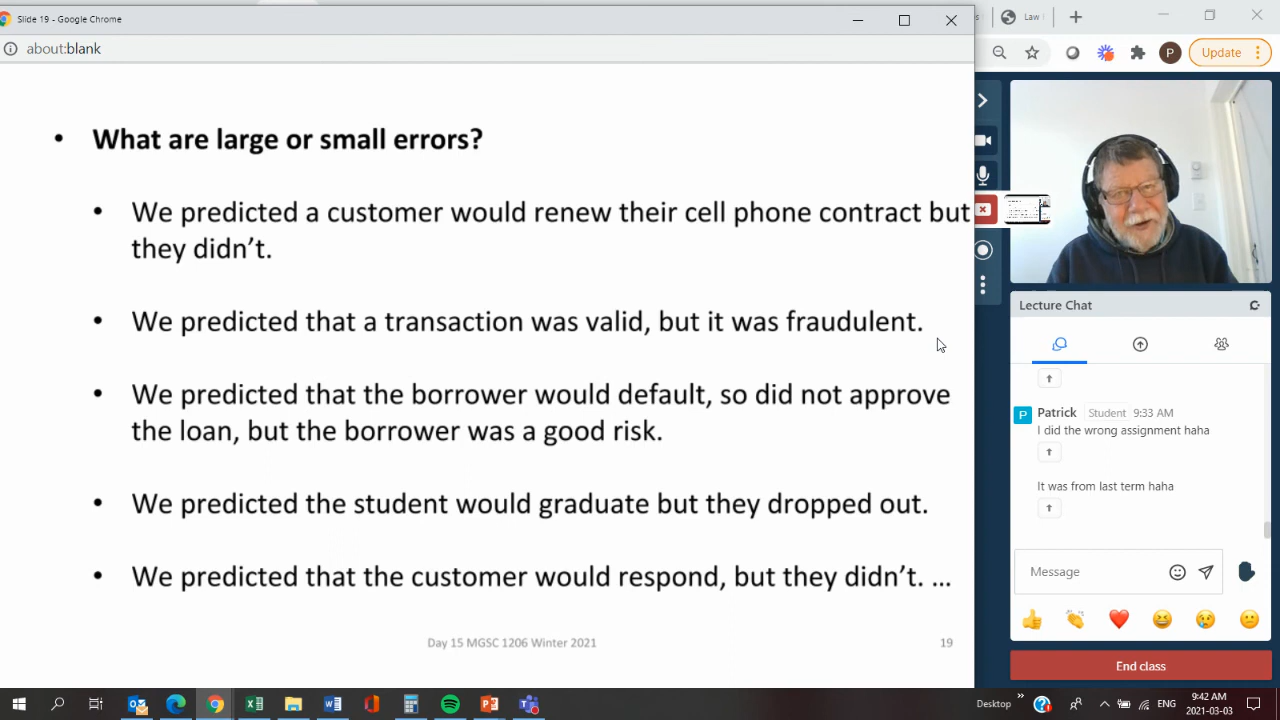 Slide 19 - Google Chrome
Law
about:blank
P
Update
• What are large or small errors?
• We predicted a customer would renew their cell phone contract but
they didn't.
• We predicted that a transaction was valid, but it was fraudulent.
• We predicted that the borrower would default, so did not approve
the loan, but the borrower was a good risk.
• We predicted the student would graduate but they dropped out.
• We predicted that the customer would respond, but they didn't. ...
Day 15 MGSC 1206 Winter 2021
19
Lecture Chat
P
Patrick Student 9:33 AM
I did the wrong assignment haha
It was from last term haha
Message
End class
Desktop
ENG
9:42 AM
2021-03-03